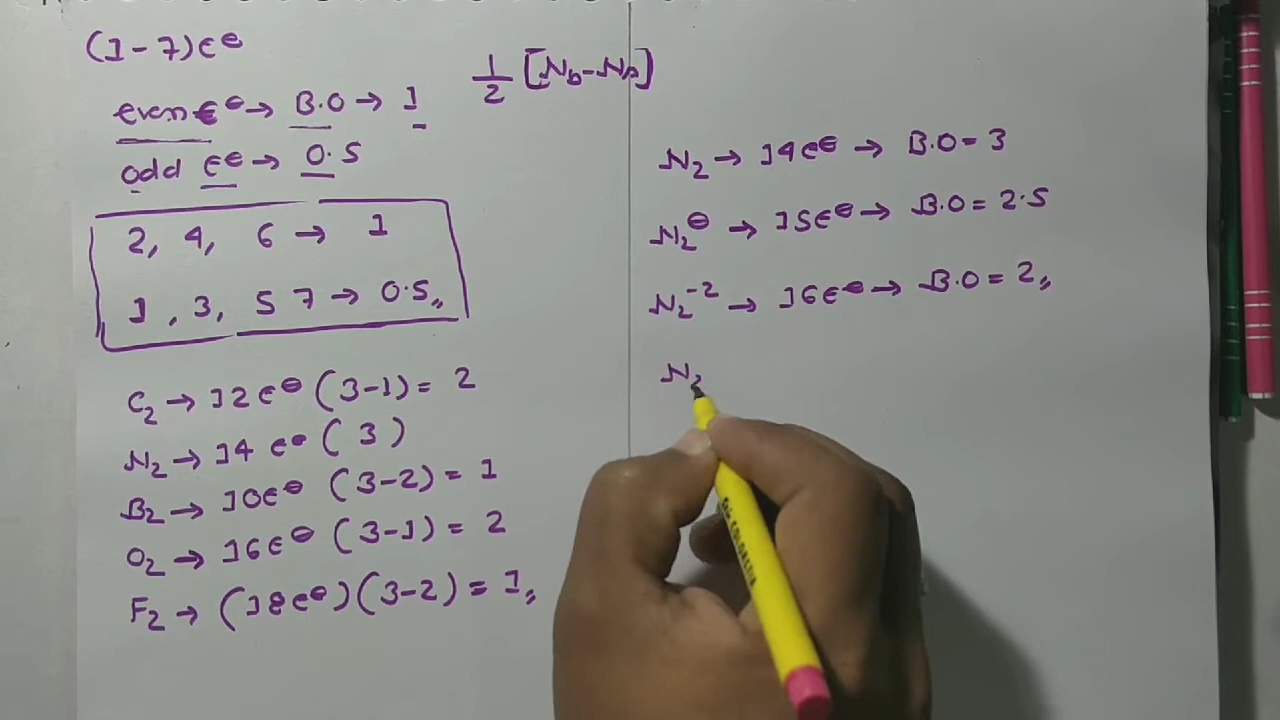 (1-7)e⊖
even e⊖ → B.O → 1
odd e⊖ → 0.5
2, 4, 6 → 1
1, 3, 5 7 → 0.5,,
C₂ → 12e⊖ (3-1) = 2
N₂ → 14 e⊖ (3)
B₂ → 10e⊖ (3-2) = 1
O₂ → 16e⊖ (3-1) = 2
F₂ → (18e⊖)(3-2) = 1,,
1/2 [Nb-Na]
N₂ → 14e⊖ → B.O = 3
N₂⊖ → 15e⊖ → B.O = 2.5
N₂⁻² → 16e⊖ → B.O = 2,,
N₂